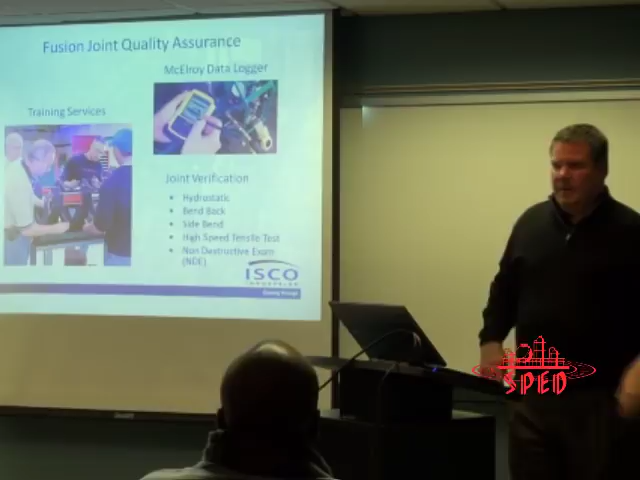 Fusion Joint Quality Assurance
McElroy Data Logger
Training Services
Joint Verification
• Hydrostatic
• Bend Back
• Side Bend
• High Speed Tensile Test
• Non Destructive Exam
(NDE)
ISCO
INDUSTRIES
SPED